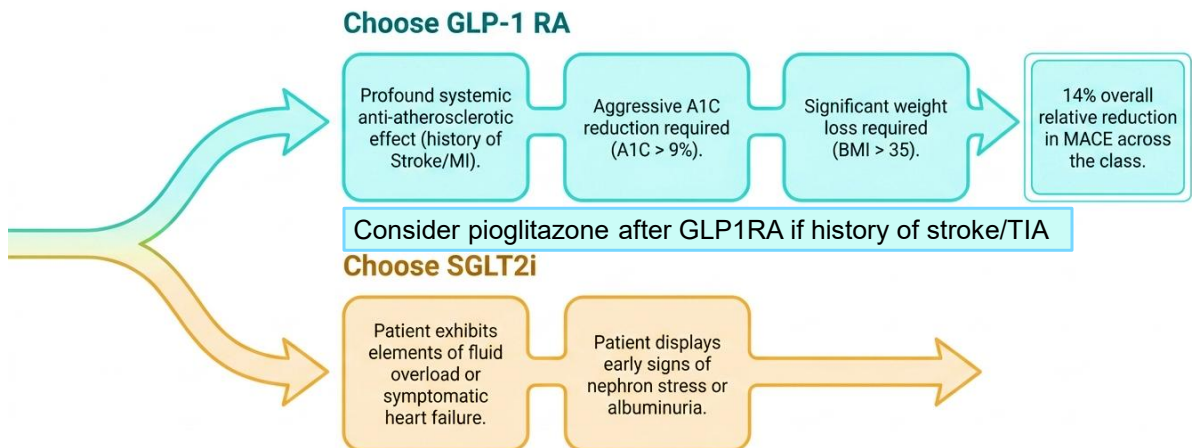 Choose GLP-1 RA
Profound systemic
anti-atherosclerotic
effect (history of
Stroke/MI).
Aggressive A1C
reduction required
(A1C > 9%).
Significant weight
loss required
(BMI > 35).
14% overall
relative reduction
in MACE across
the class.
Consider pioglitazone after GLP1RA if history of stroke/TIA
Choose SGLT2i
Patient exhibits
elements of fluid
overload or
symptomatic
heart failure.
Patient displays
early signs of
nephron stress or
albuminuria.